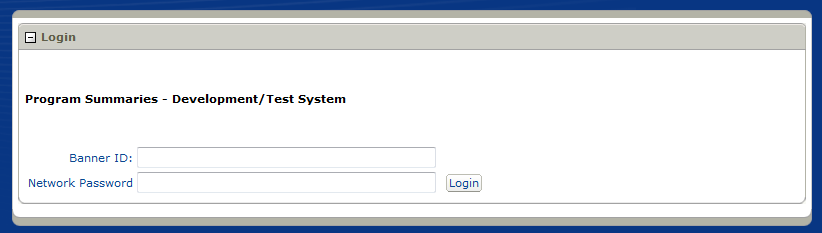 Login
Program Summaries - Development/Test System
Banner ID:
Network Password Login